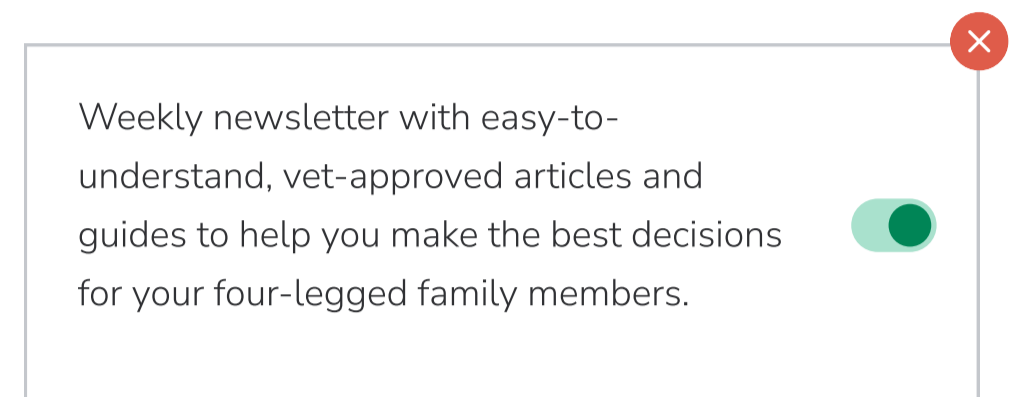 Weekly newsletter with easy-to-
understand, vet-approved articles and
guides to help you make the best decisions
for your four-legged family members.